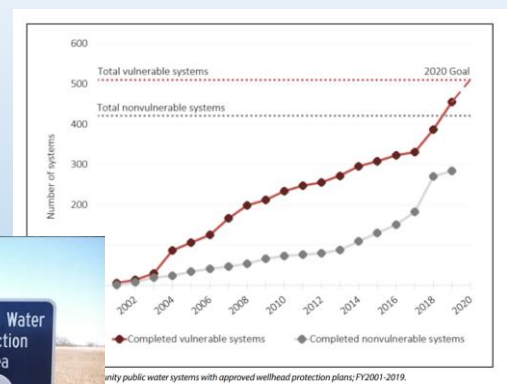 600
Total vulnerable systems 2020 Goal
500
Total nonvulnerable systems
400
300
200
Number of systems
2002 2004 2006 2008 2010 2012 2014 2016 2018 2020
Completed vulnerable systems Completed nonvulnerable systems
unity public water systems with approved wellhead protection plans; FY2001-2019.
Water
ction
ea